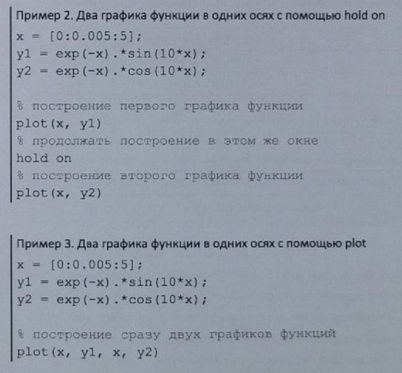 Пример 2. Два графика функции в одних осях с помощью hold on
x = [0:0.005:5];
y1 = exp(-x).*sin(10*x);
y2 = exp(-x).*cos(10*x);
% построение первого графика функции
plot(x, y1)
% продолжать построение в этом же окне
hold on
% построение второго графика функции
plot(x, y2)
Пример 3. Два графика функции в одних осях с помощью plot
x = [0:0.005:5];
y1 = exp(-x).*sin(10*x);
y2 = exp(-x).*cos(10*x);
% построение сразу двух графиков функций
plot(x, y1, x, y2)